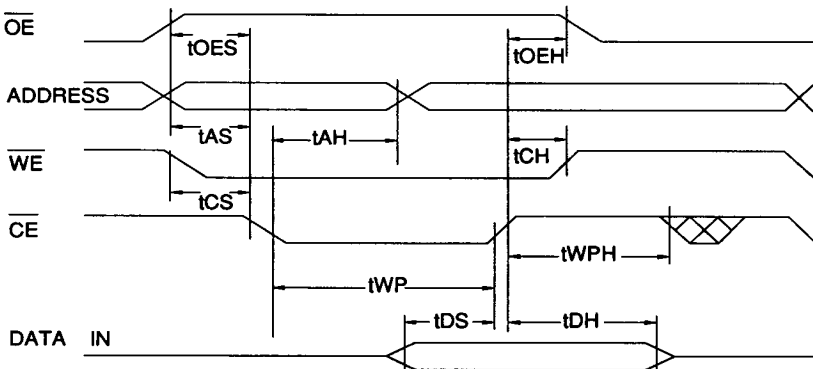 OE
tOES
tOEH
ADDRESS
tAS
tAH
tCH
WE
tCS
CE
tWPH
tWP
tDS
tDH
DATA IN